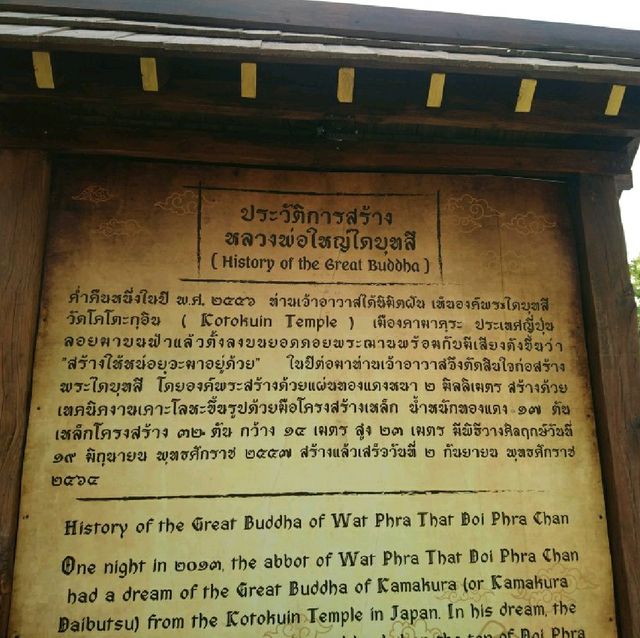 ประวัติการสร้าง
หลวงพ่อใหญ่ไดบุทสึ
( History of the Great Buddha )
ค่ำคืนหนึ่งในปี พ.ศ. ๒๕๕๖ ท่านเจ้าอาวาสได้นิมิตฝัน เห็นองค์พระไดบุทสึ
วัดโคโตะกุอิน ( Kotokuin Temple ) เมืองคามาคุระ ประเทศญี่ปุ่น
ลอยมาบนฟ้าแล้วตั้งลงบนยอดดอยพระฌานพร้อมกับมีเสียงดังขึ้นว่า
"สร้างให้หน่อยจะมาอยู่ด้วย" ในปีต่อมาท่านเจ้าอาวาสจึงตัดสินใจก่อสร้าง
พระไดบุทสึ โดยองค์พระสร้างด้วยแผ่นทองแดงหนา ๒ มิลลิเมตร สร้างด้วย
เทคนิคงานเคาะโลหะขึ้นรูปด้วยมือโครงสร้างเหล็ก น้ำหนักทองแดง ๑๗ ตัน
เหล็กโครงสร้าง ๓๒ ตัน กว้าง ๑๕ เมตร สูง ๒๓ เมตร มีพิธีวางศิลฤกษ์วันที่
๑๙ มิถุนายน พุทธศักราช ๒๕๕๗ สร้างแล้วเสร็จวันที่ ๒ กันยายน พุทธศักราช
๒๕๖๔
History of the Great Buddha of Wat Phra That Doi Phra Chan
One night in ๒๐๑๓, the abbot of Wat Phra That Doi Phra Chan
had a dream of the Great Buddha of Kamakura (or Kamakura
Daibutsu) from the Kotokuin Temple in Japan. In his dream, the
the top of Doi Phra